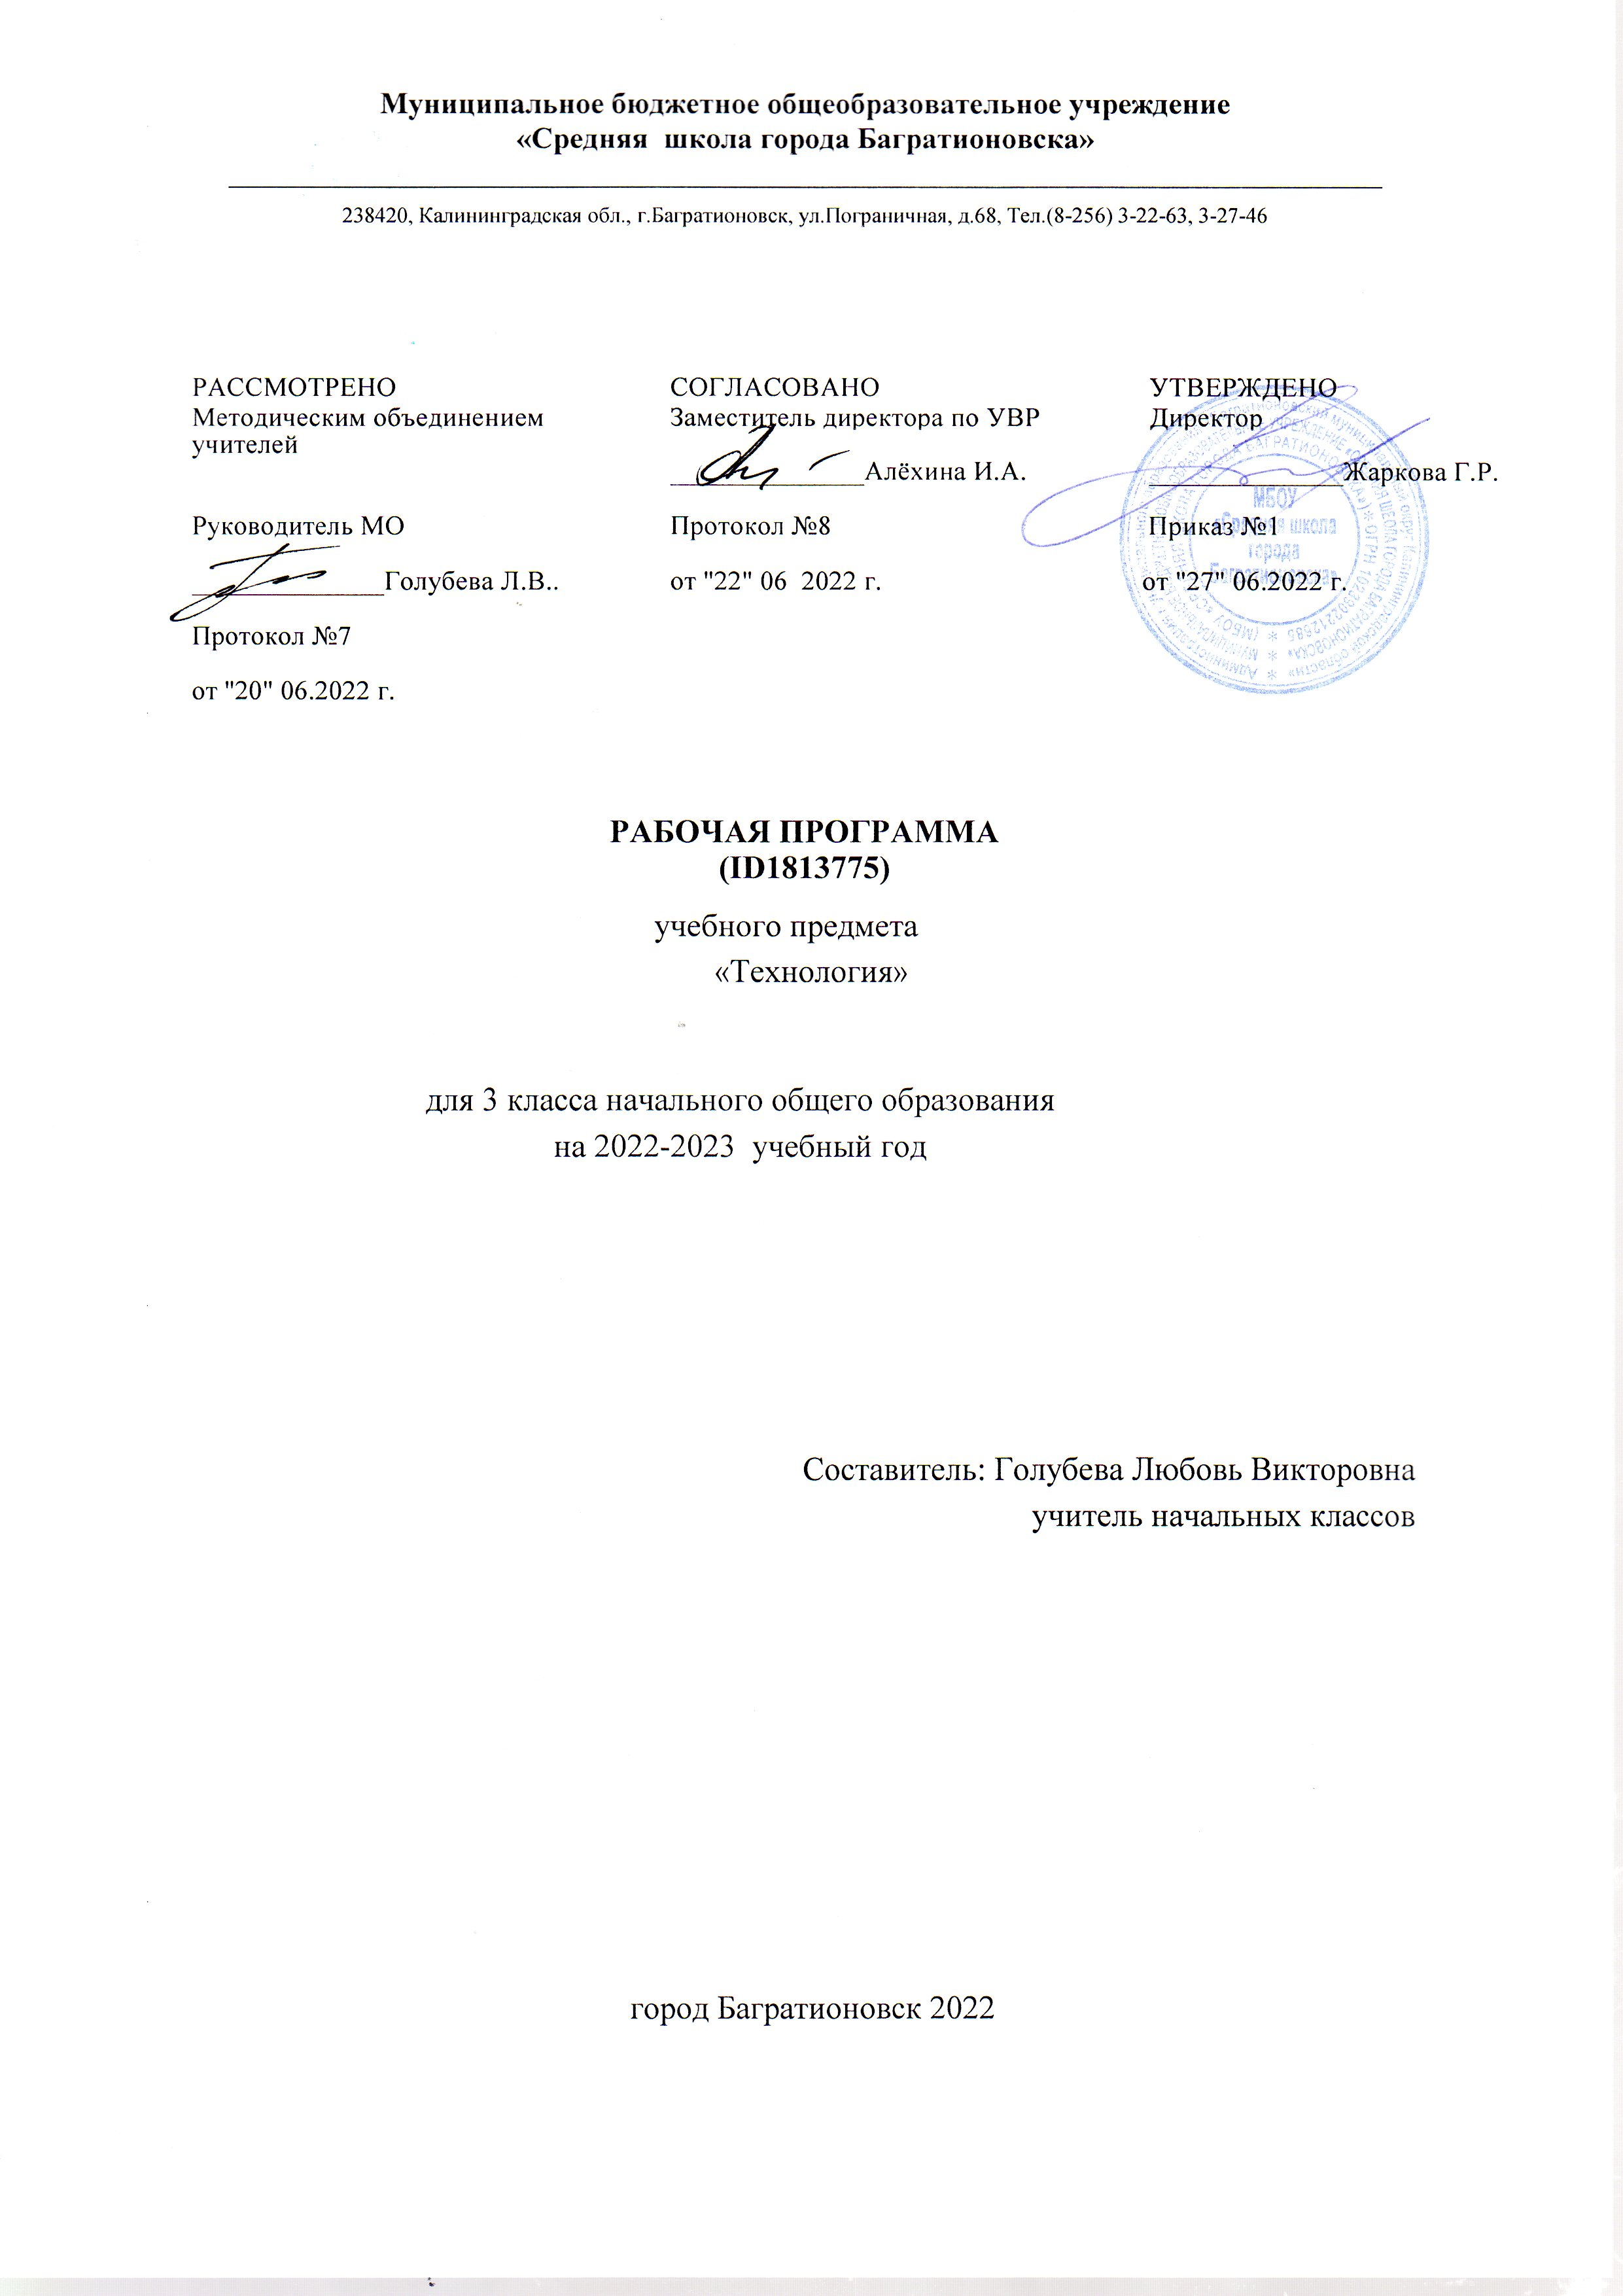 Муниципальное бюджетное общеобразовательное учреждение
«Средняя школа города Багратионовска»
238420, Калининградская обл., г.Багратионовск, ул.Пограничная, д.68, Тел.(8-256) 3-22-63, 3-27-46
РАССМОТРЕНО
Методическим объединением
учителей
Руководитель МО
Голубева Л.В..
Протокол №7
от "20" 06.2022 г.
СОГЛАСОВАНО
Заместитель директора по УВР
Алёхина И.А.
Протокол №8
от "22" 06 2022 г.
УТВЕРЖДЕНО
Директор
Жаркова Г.Р.
Приказ №1
от "27" 06.2022 г.
МБОУ
«Средняя школа
города
Багратионовска»
РАБОЧАЯ ПРОГРАММА
(ID1813775)
учебного предмета
«Технология»
для 3 класса начального общего образования
на 2022-2023 учебный год
Составитель: Голубева Любовь Викторовна
учитель начальных классов
город Багратионовск 2022